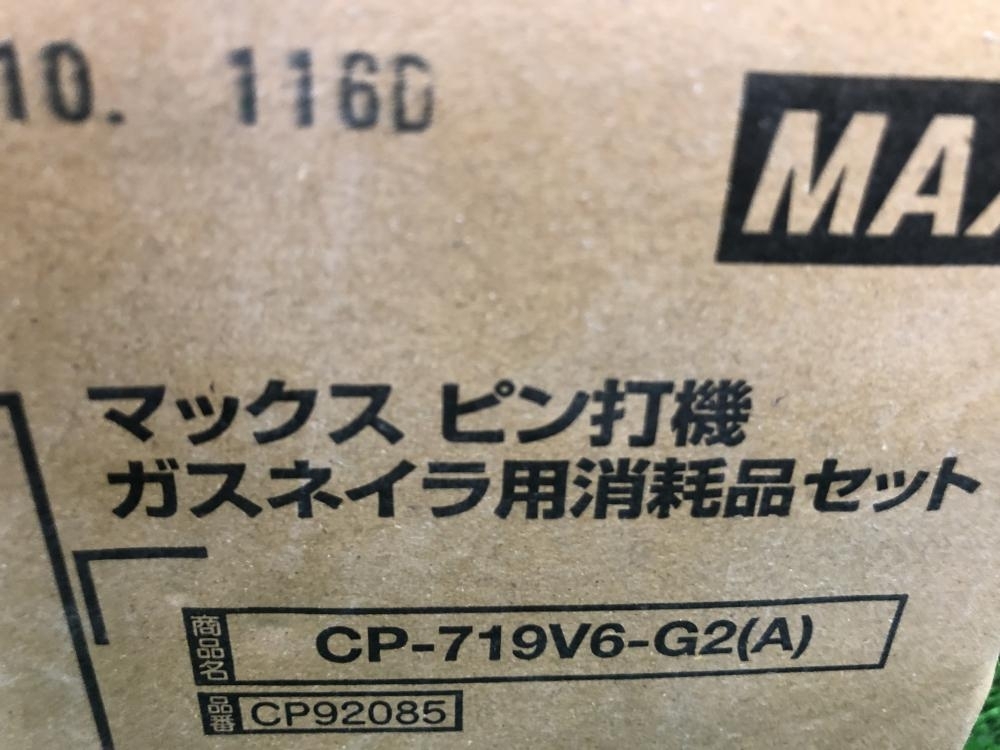 10. 116D
MAX
マックス ピン打機
ガスネイラ用消耗品セット
商品名 CP-719V6-G2(A)
品番 CP92085